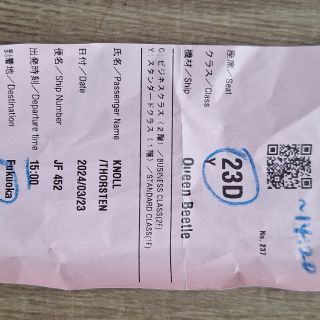 ~14:20
No. 237
座席／Seat 23D
クラス／Class Y
機材／Ship Queen Beetle
C: ビジネスクラス（2階）／BUSINESS CLASS(2F)
Y: スタンダードクラス（1階）／STANDARD CLASS(1F)
氏名／Passenger Name KNOLL
/THORSTEN
日付／Date 2024/03/23
便名／Ship Number JF 452
出発時刻／Departure time 15:00
到着地／Destination Fukuoka